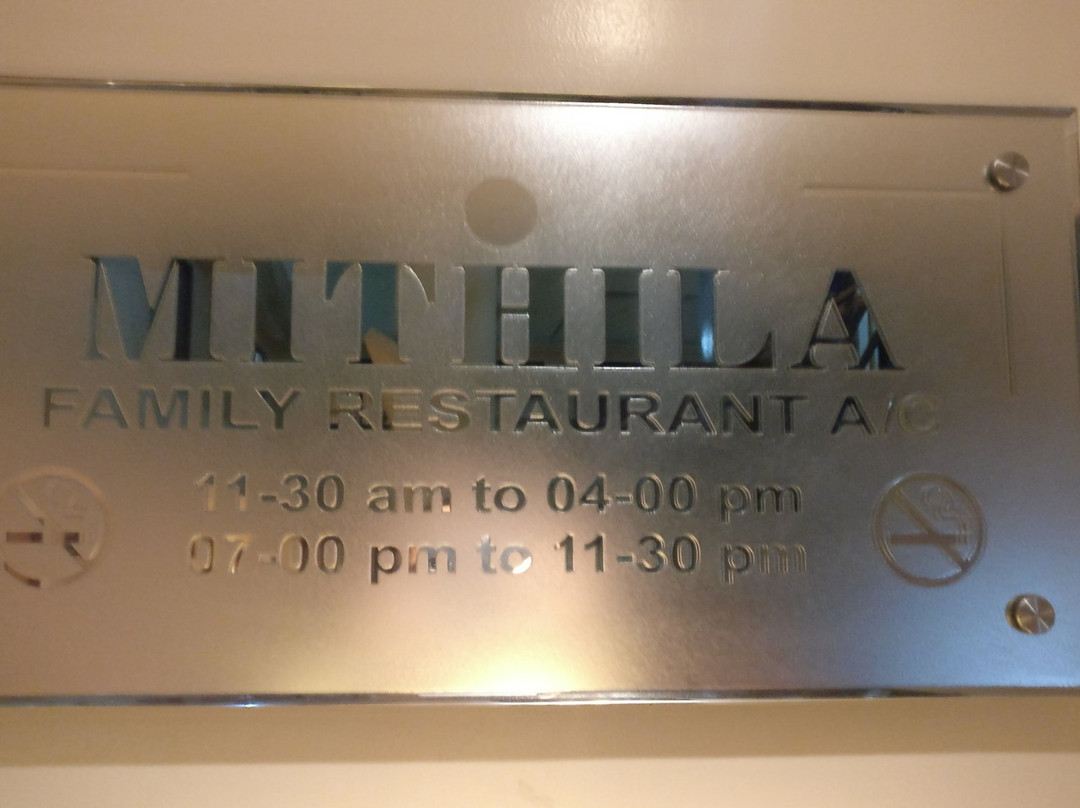 MITHILA
FAMILY RESTAURANT A/C
11-30 am to 04-00 pm
07-00 pm to 11-30 pm